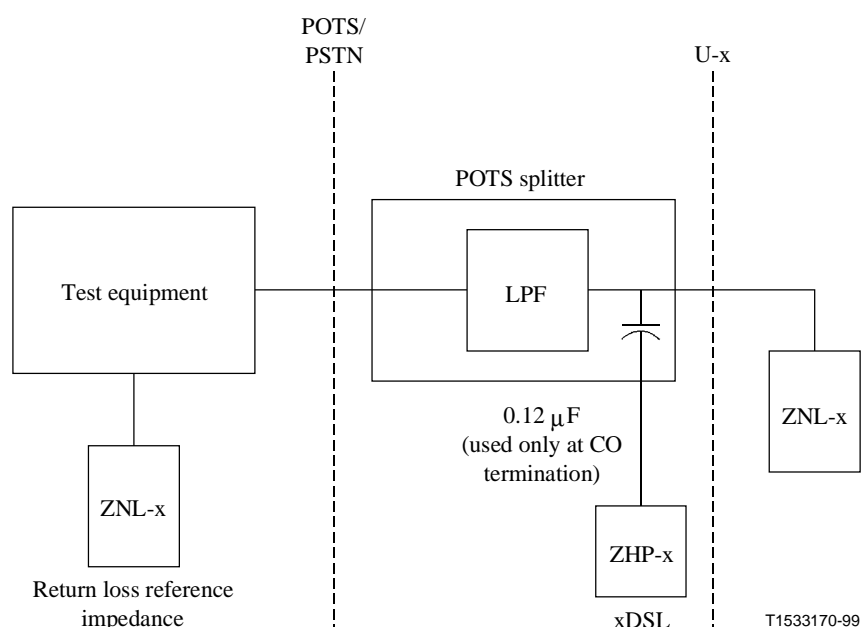 POTS/
PSTN
U-x
POTS splitter
Test equipment
LPF
0.12 μF
(used only at CO
termination)
ZNL-x
ZNL-x
ZHP-x
Return loss reference
impedance
xDSL
T1533170-99